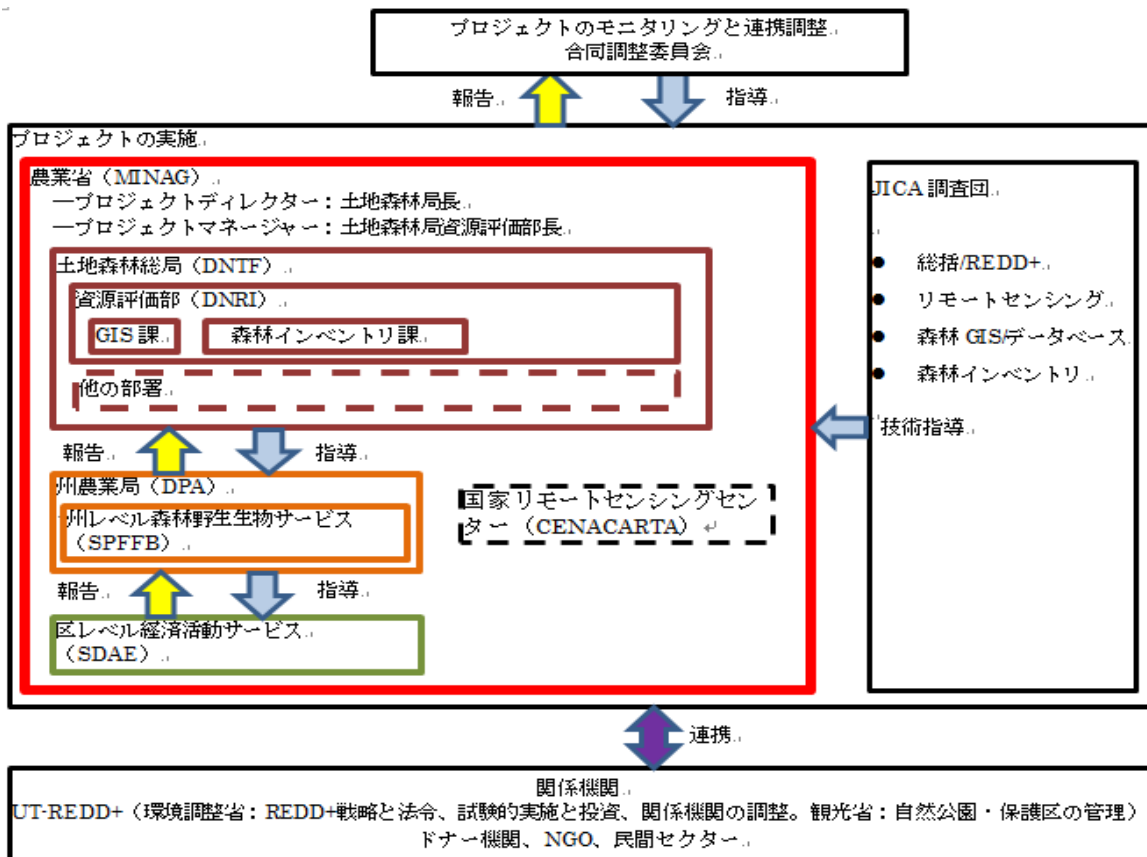 プロジェクトのモニタリングと連携調整
合同調整委員会
報告
指導
プロジェクトの実施
農業省（MINAG）
―プロジェクトディレクター：土地森林局長
―プロジェクトマネージャー：土地森林局資源評価部長
土地森林総局（DNTF）
資源評価部（DNRI）
GIS 課
森林インベントリ課
他の部署
報告
指導
州農業局（DPA）
州レベル森林野生生物サービス
（SPFFB）
報告
指導
区レベル経済活動サービス
（SDAE）
国家リモートセンシングセン
ター（CENACARTA）
JICA 調査団
● 総括/REDD+
● リモートセンシング
● 森林 GIS/データベース
● 森林インベントリ
技術指導
連携
関係機関
UT-REDD+（環境調整省：REDD+戦略と法令、試験的実施と投資、関係機関の調整。観光省：自然公園・保護区の管理）
ドナー機関、NGO、民間セクター